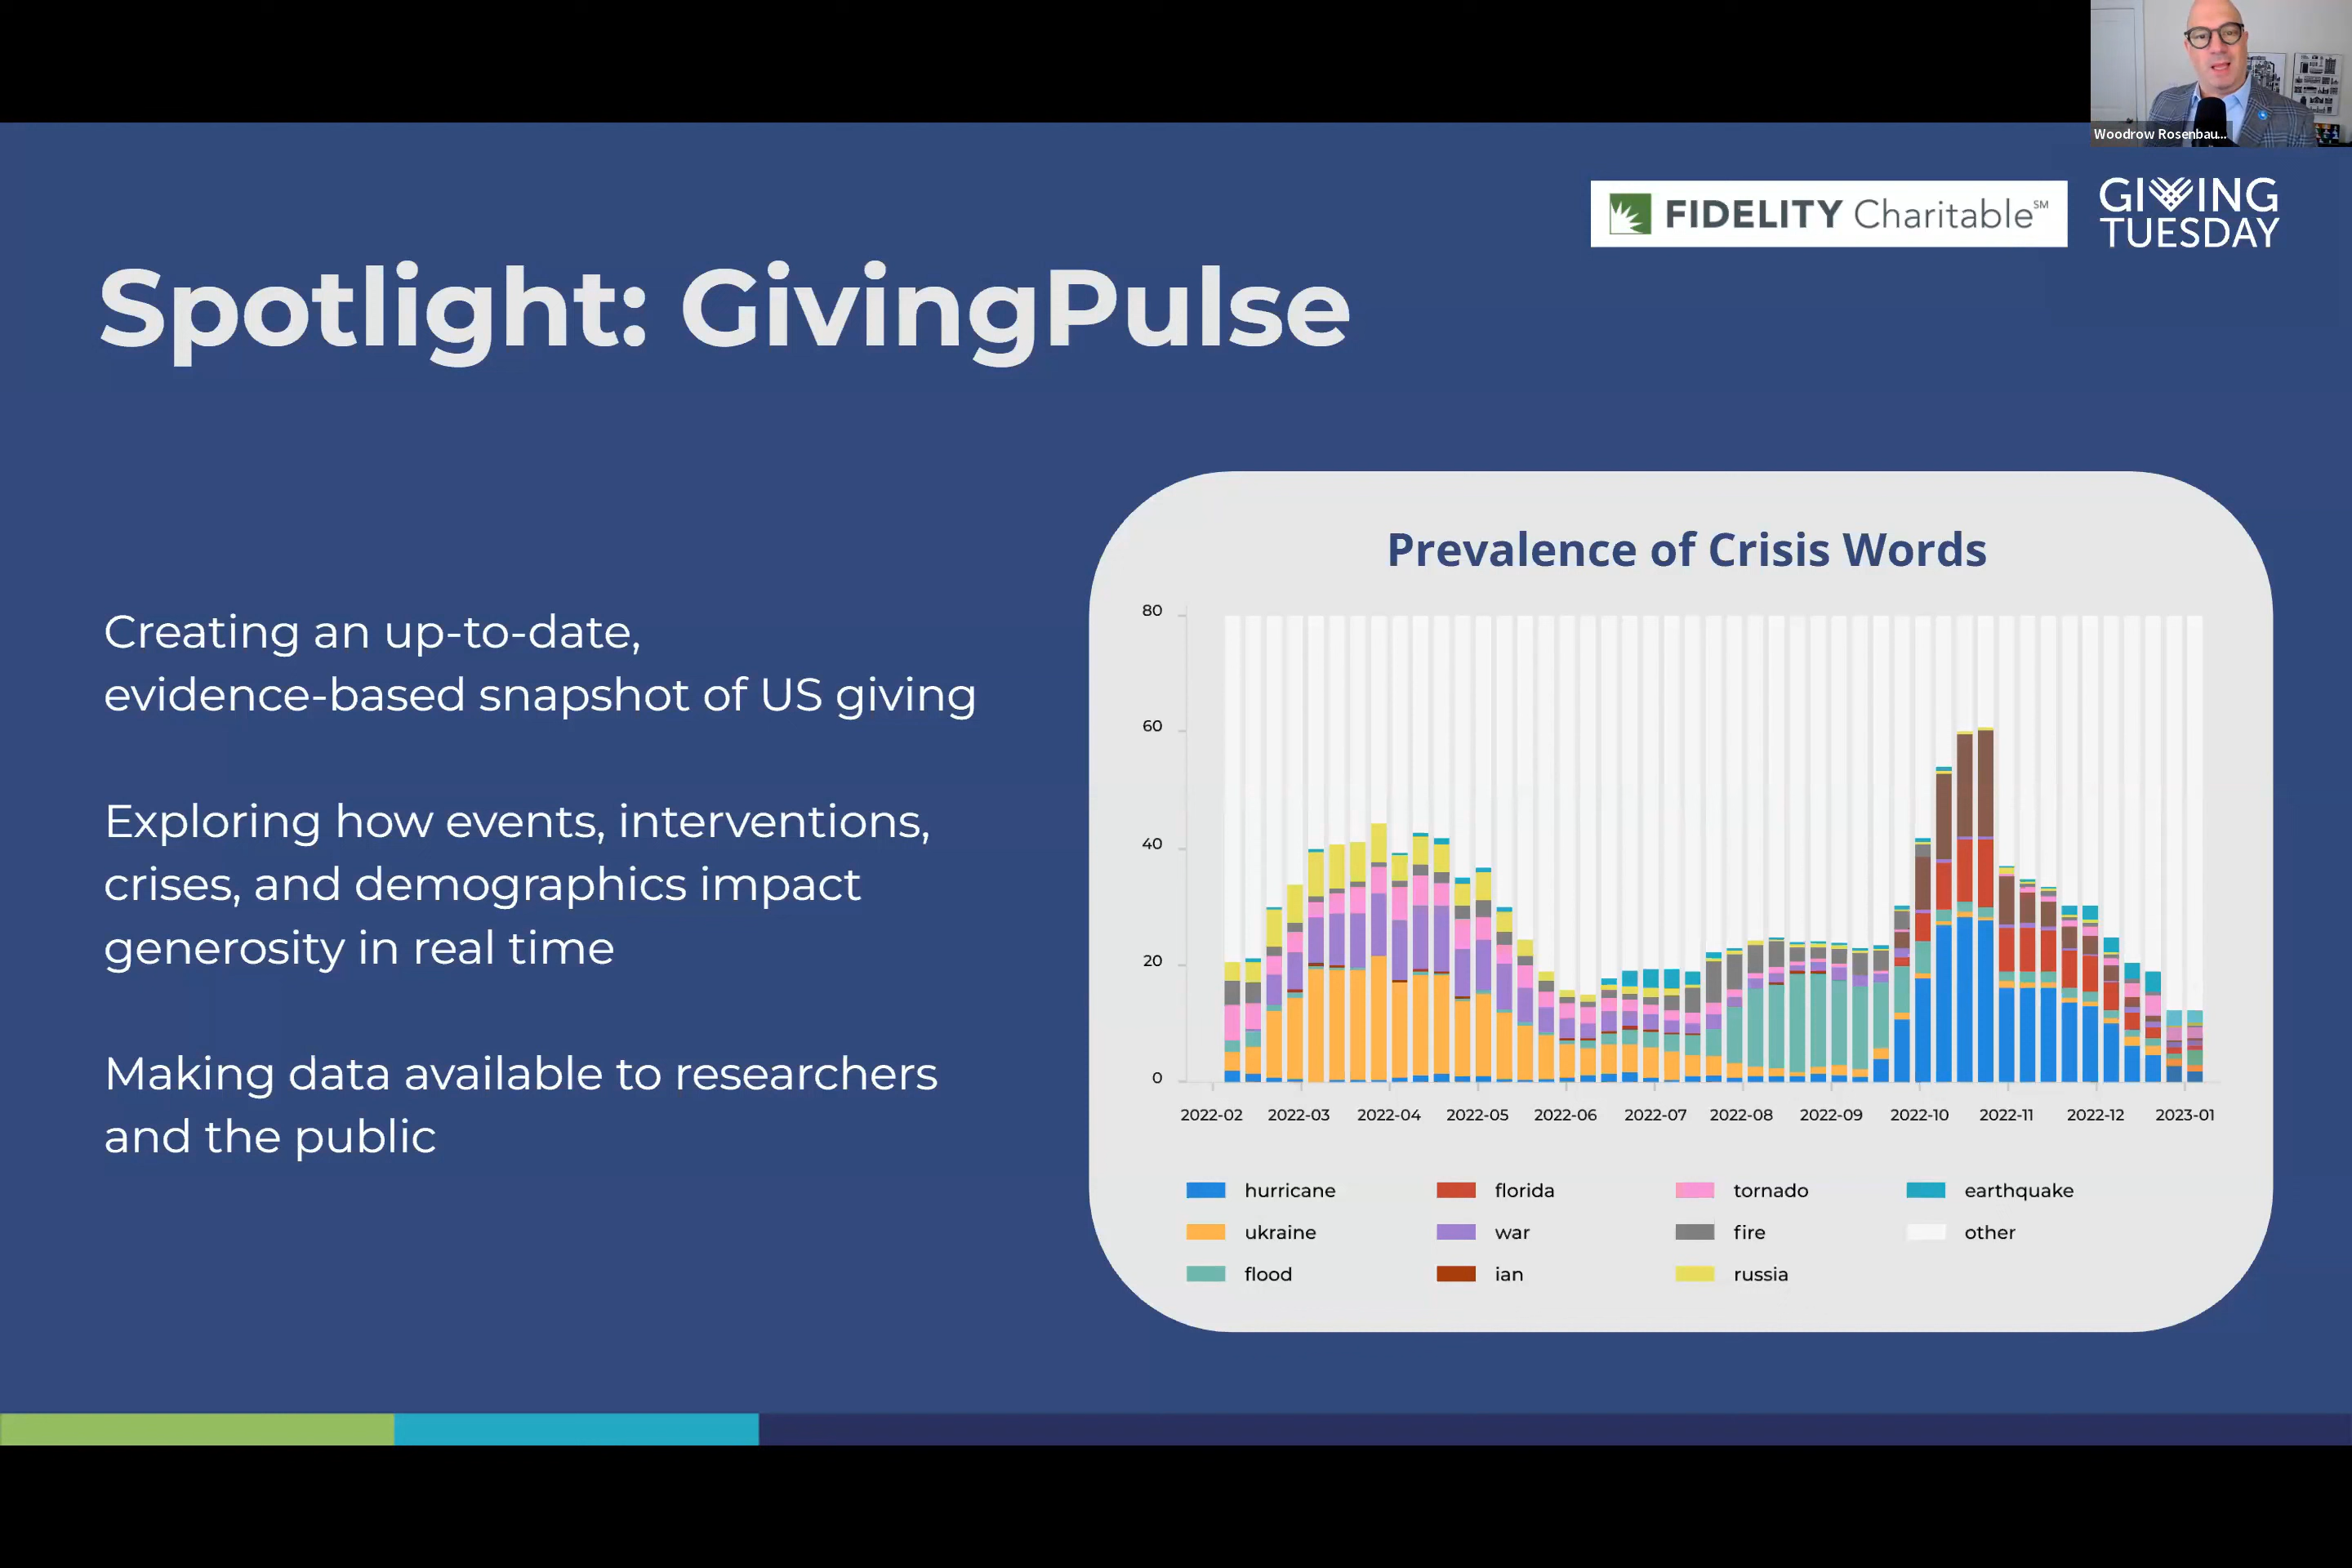 Woodrow Rosenbau...
FIDELITY Charitable SM
GIVING
TUESDAY
Spotlight: GivingPulse
Creating an up-to-date,
evidence-based snapshot of US giving
Exploring how events, interventions,
crises, and demographics impact
generosity in real time
Making data available to researchers
and the public
Prevalence of Crisis Words
80
60
40
20
0
2022-02 2022-03 2022-04 2022-05 2022-06 2022-07 2022-08 2022-09 2022-10 2022-11 2022-12 2023-01
hurricane florida tornado earthquake
ukraine war fire other
flood ian russia